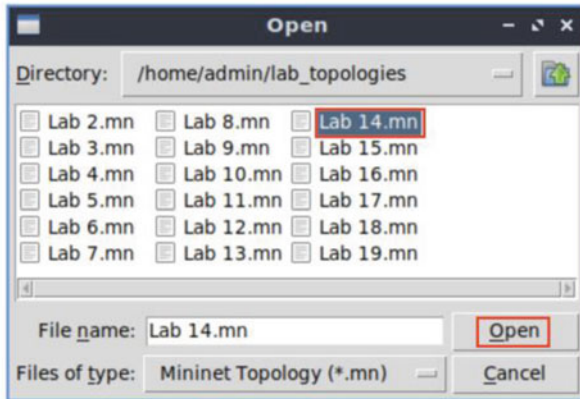 Open
Directory: /home/admin/lab_topologies
Lab 2.mn Lab 8.mn Lab 14.mn
Lab 3.mn Lab 9.mn Lab 15.mn
Lab 4.mn Lab 10.mn Lab 16.mn
Lab 5.mn Lab 11.mn Lab 17.mn
Lab 6.mn Lab 12.mn Lab 18.mn
Lab 7.mn Lab 13.mn Lab 19.mn
File name: Lab 14.mn Open
Files of type: Mininet Topology (*.mn) Cancel